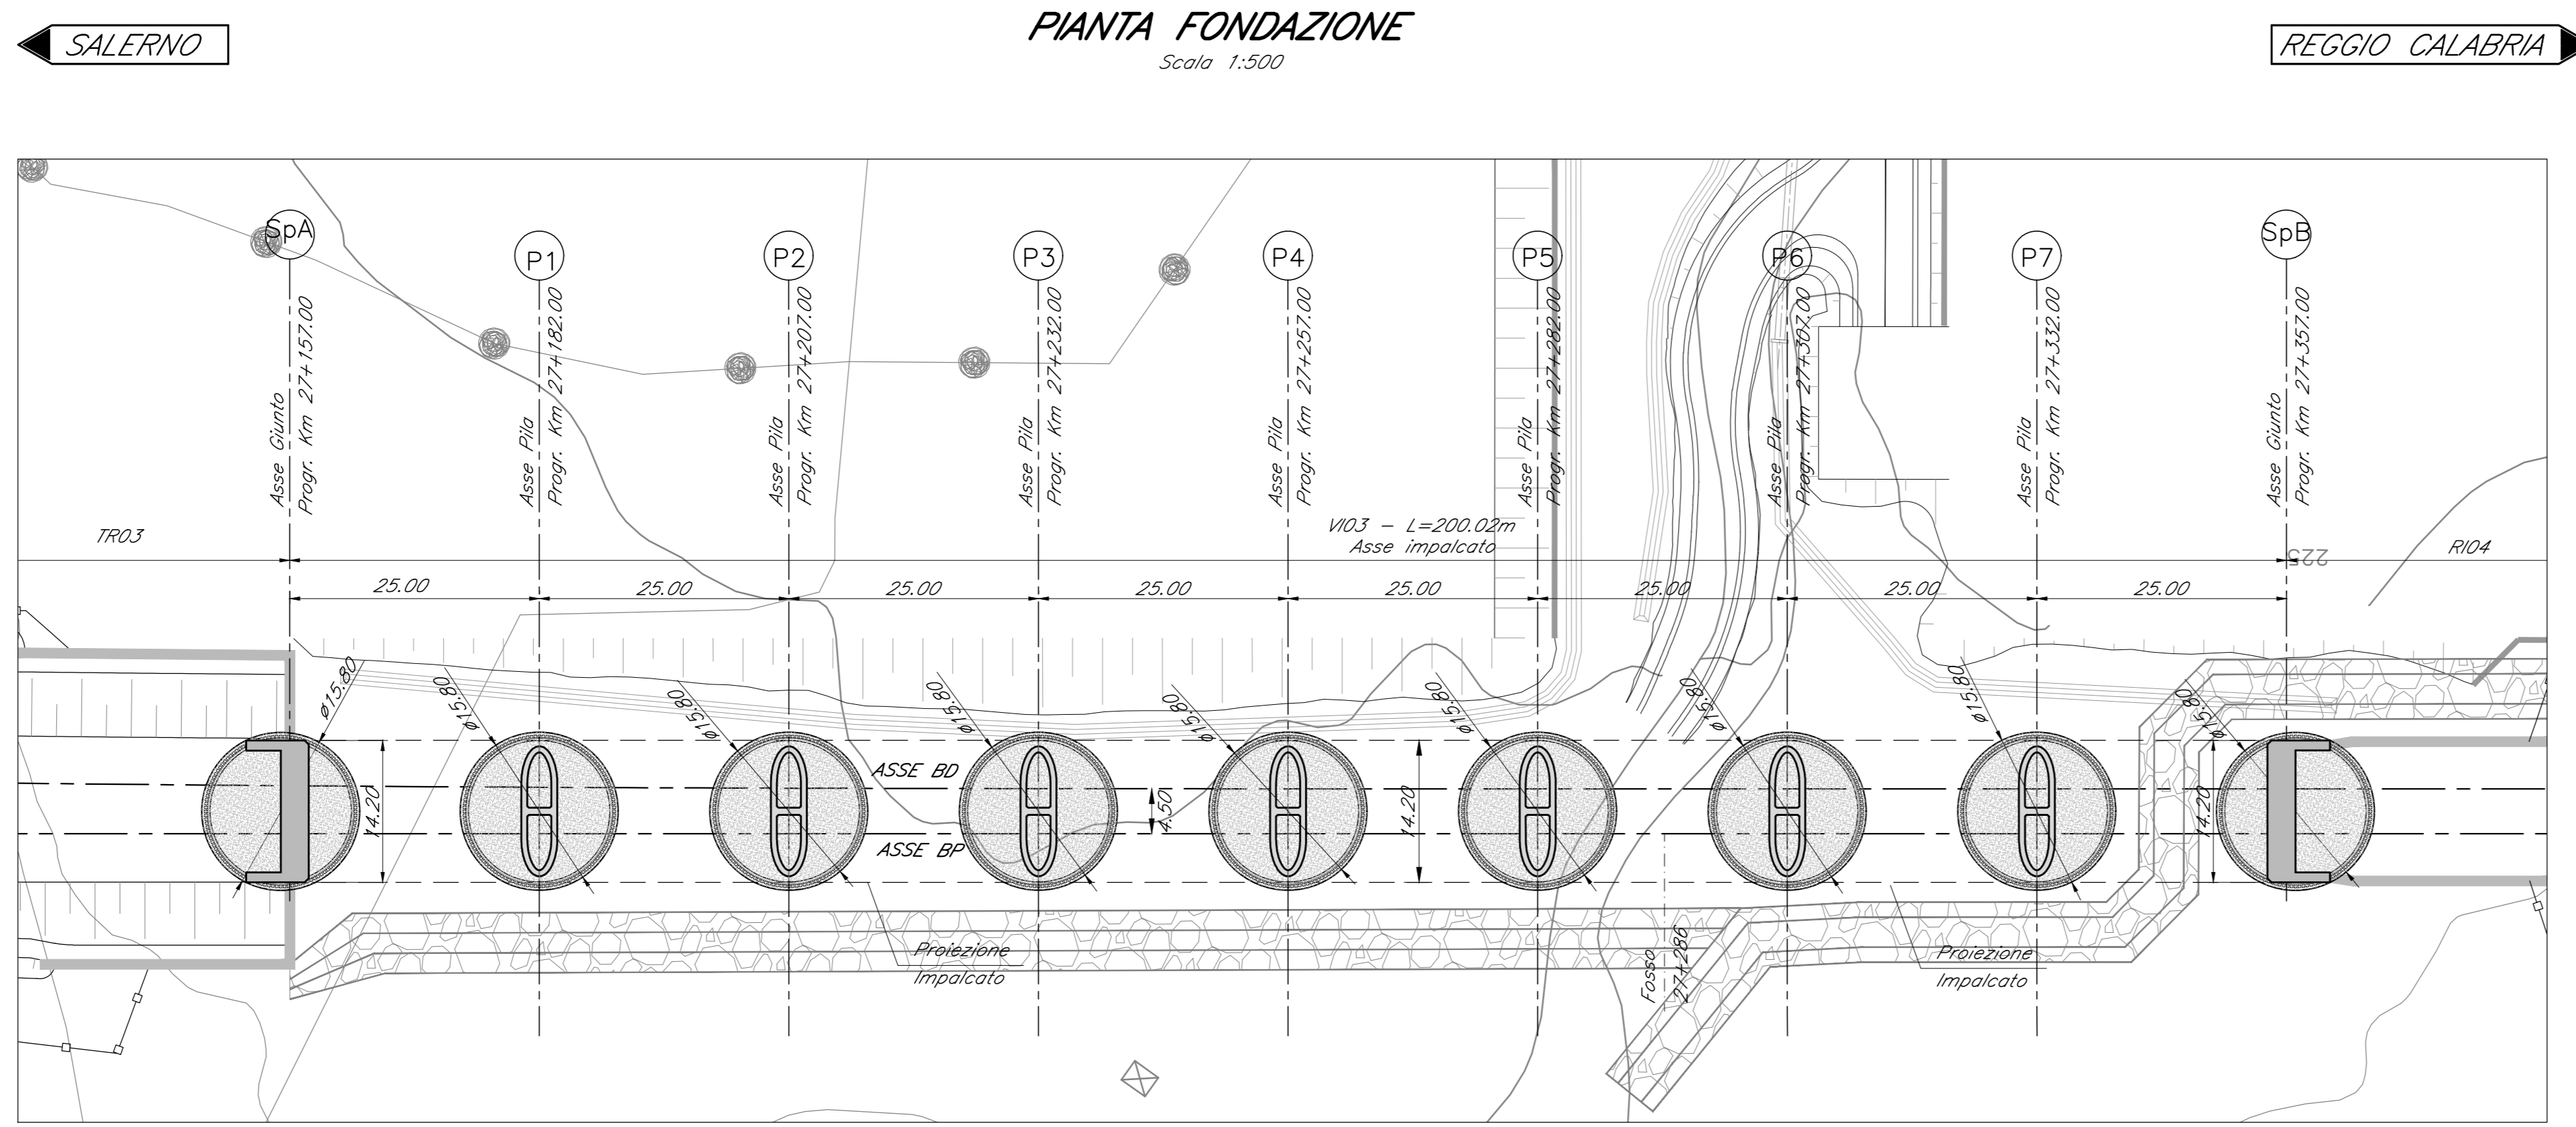 SALERNO
PIANTA FONDAZIONE
Scala 1:500
REGGIO CALABRIA
SpA
P1
P2
P3
P4
P5
P6
P7
SpB
Asse Giunto
Progr. Km 27+157.00
Asse Pila
Progr. Km 27+182.00
Asse Pila
Progr. Km 27+207.00
Asse Pila
Progr. Km 27+232.00
Asse Pila
Progr. Km 27+257.00
Asse Pila
Progr. Km 27+282.00
Asse Pila
Progr. Km 27+307.00
Asse Pila
Progr. Km 27+332.00
Asse Giunto
Progr. Km 27+357.00
TR03
VI03 - L=200.02m
Asse impalcato
225
RI04
25.00
25.00
25.00
25.00
25.00
25.00
25.00
25.00
ø15.80
ø15.80
ø15.80
ø15.80
ø15.80
ø15.80
ø15.80
ø15.80
ø15.80
14.20
ASSE BD
4.50
14.20
14.20
ASSE BP
Proiezione
Impalcato
Fosso
27+286
Proiezione
Impalcato